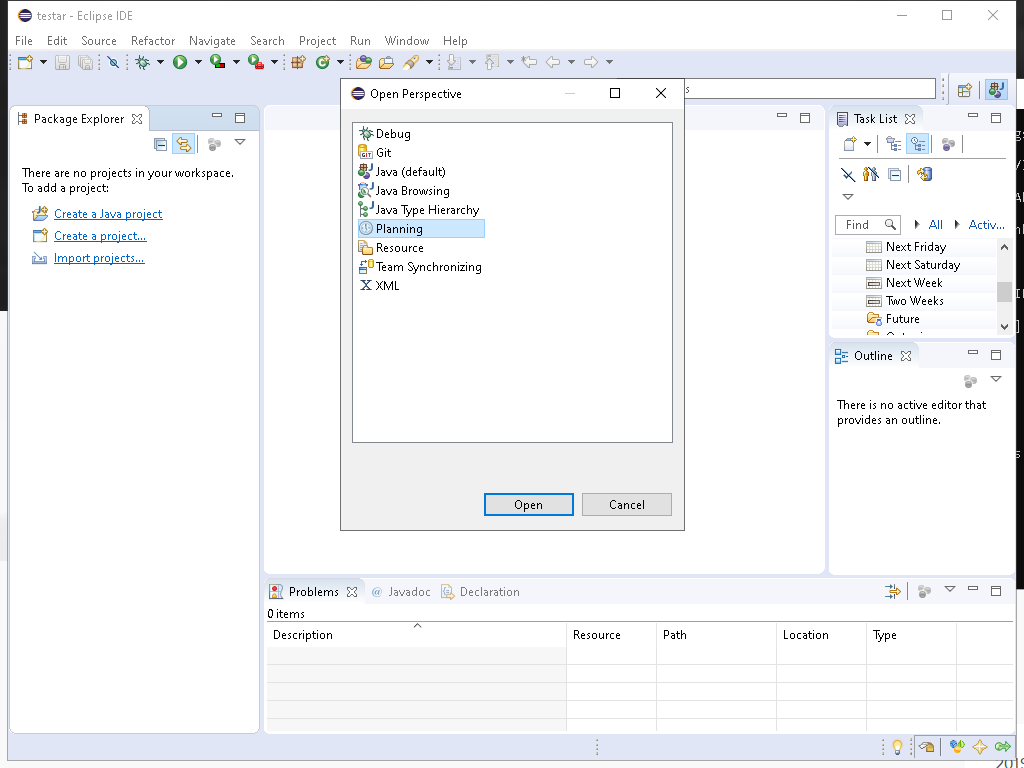 testar - Eclipse IDE
File Edit Source Refactor Navigate Search Project Run Window Help
Open Perspective
Debug
Git
Java (default)
Java Browsing
Java Type Hierarchy
Planning
Resource
Team Synchronizing
XML
Open Cancel
Package Explorer
There are no projects in your workspace.
To add a project:
Create a Java project
Create a project...
Import projects...
Task List
Find All Activ...
Next Friday
Next Saturday
Next Week
Two Weeks
Future
Outline
There is no active editor that
provides an outline.
Problems @ Javadoc Declaration
0 items
Description Resource Path Location Type